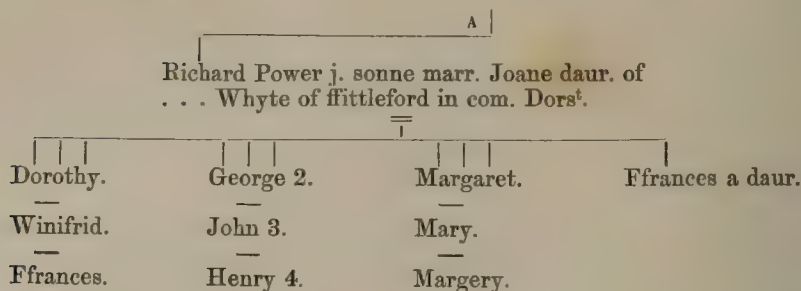 A
Richard Power j. sonne marr. Joane daur. of
. . . Whyte of ffittleford in com. Dorsᵗ.
Dorothy. George 2. Margaret. Ffrances a daur.
Winifrid. John 3. Mary.
Ffrances. Henry 4. Margery.